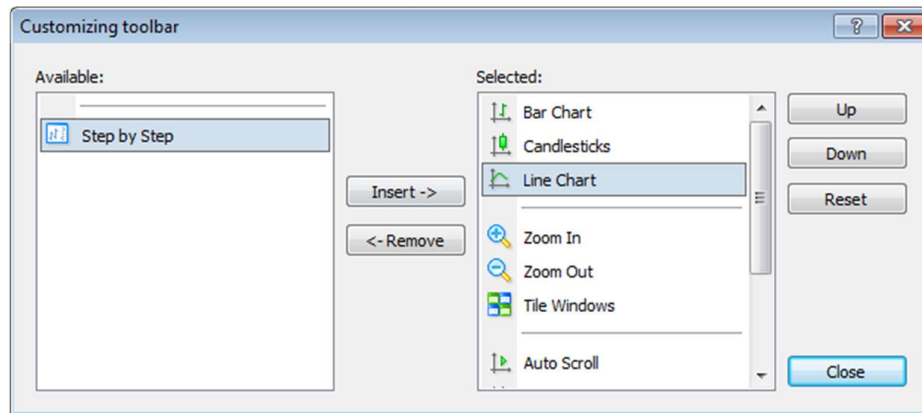 Customizing toolbar
?
Available:
Step by Step
Insert ->
<- Remove
Selected:
Bar Chart
Candlesticks
Line Chart
Zoom In
Zoom Out
Tile Windows
Auto Scroll
Up
Down
Reset
Close